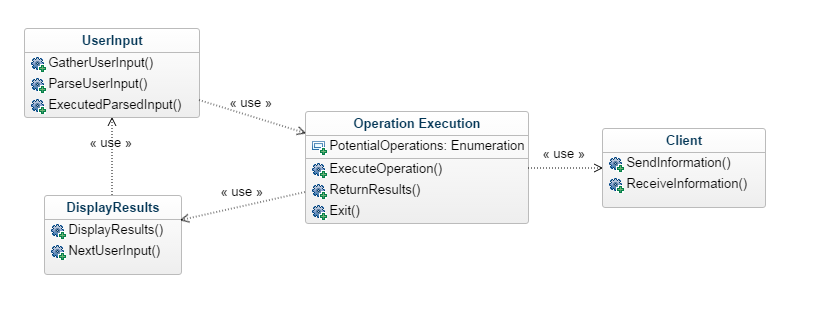 UserInput
GatherUserInput()
ParseUserInput()
ExecutedParsedInput()
« use »
« use »
Operation Execution
PotentialOperations: Enumeration
ExecuteOperation()
ReturnResults()
Exit()
« use »
Client
SendInformation()
ReceiveInformation()
« use »
DisplayResults
DisplayResults()
NextUserInput()